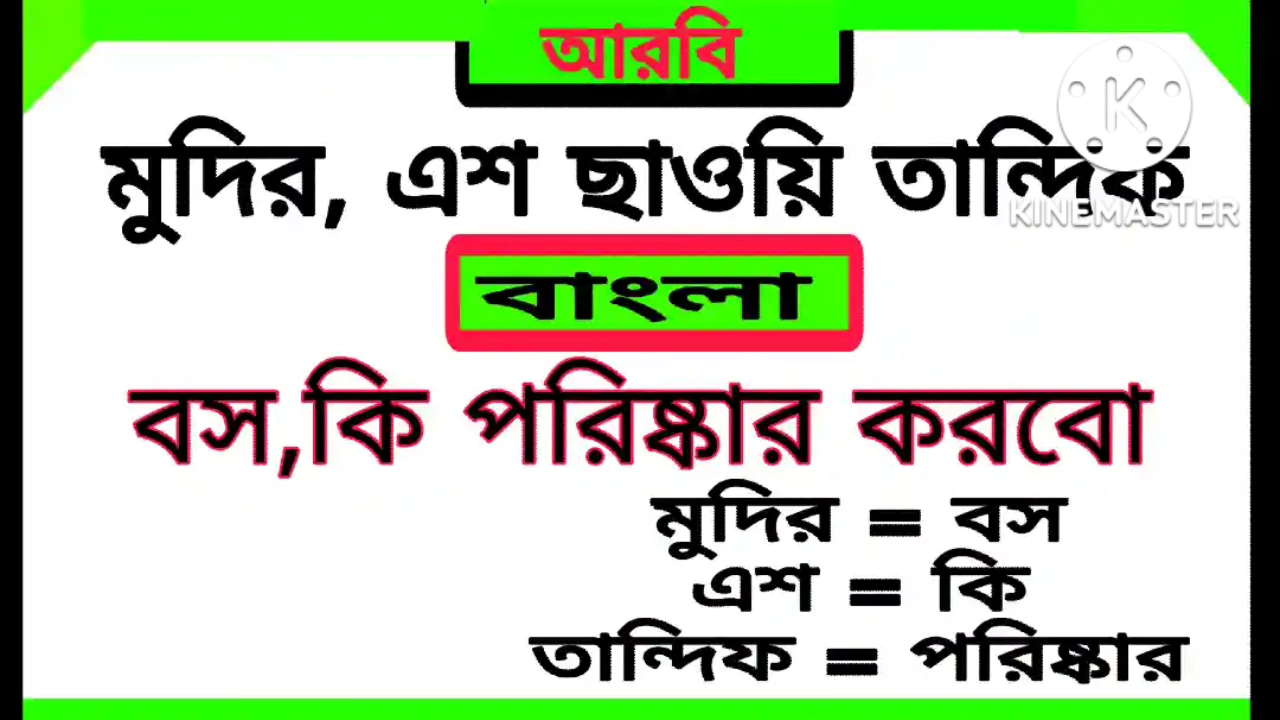 আরবি
মুদির, এশ ছাওয়ি তান্দিফ
KINEMASTER
বাংলা
বস,কি পরিষ্কার করবো
মুদির = বস
এশ = কি
তান্দিফ = পরিষ্কার